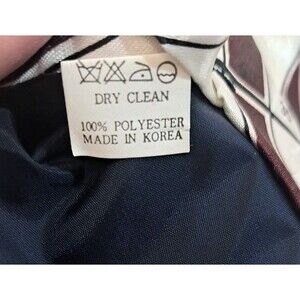 DRY CLEAN
100% POLYESTER
MADE IN KOREA